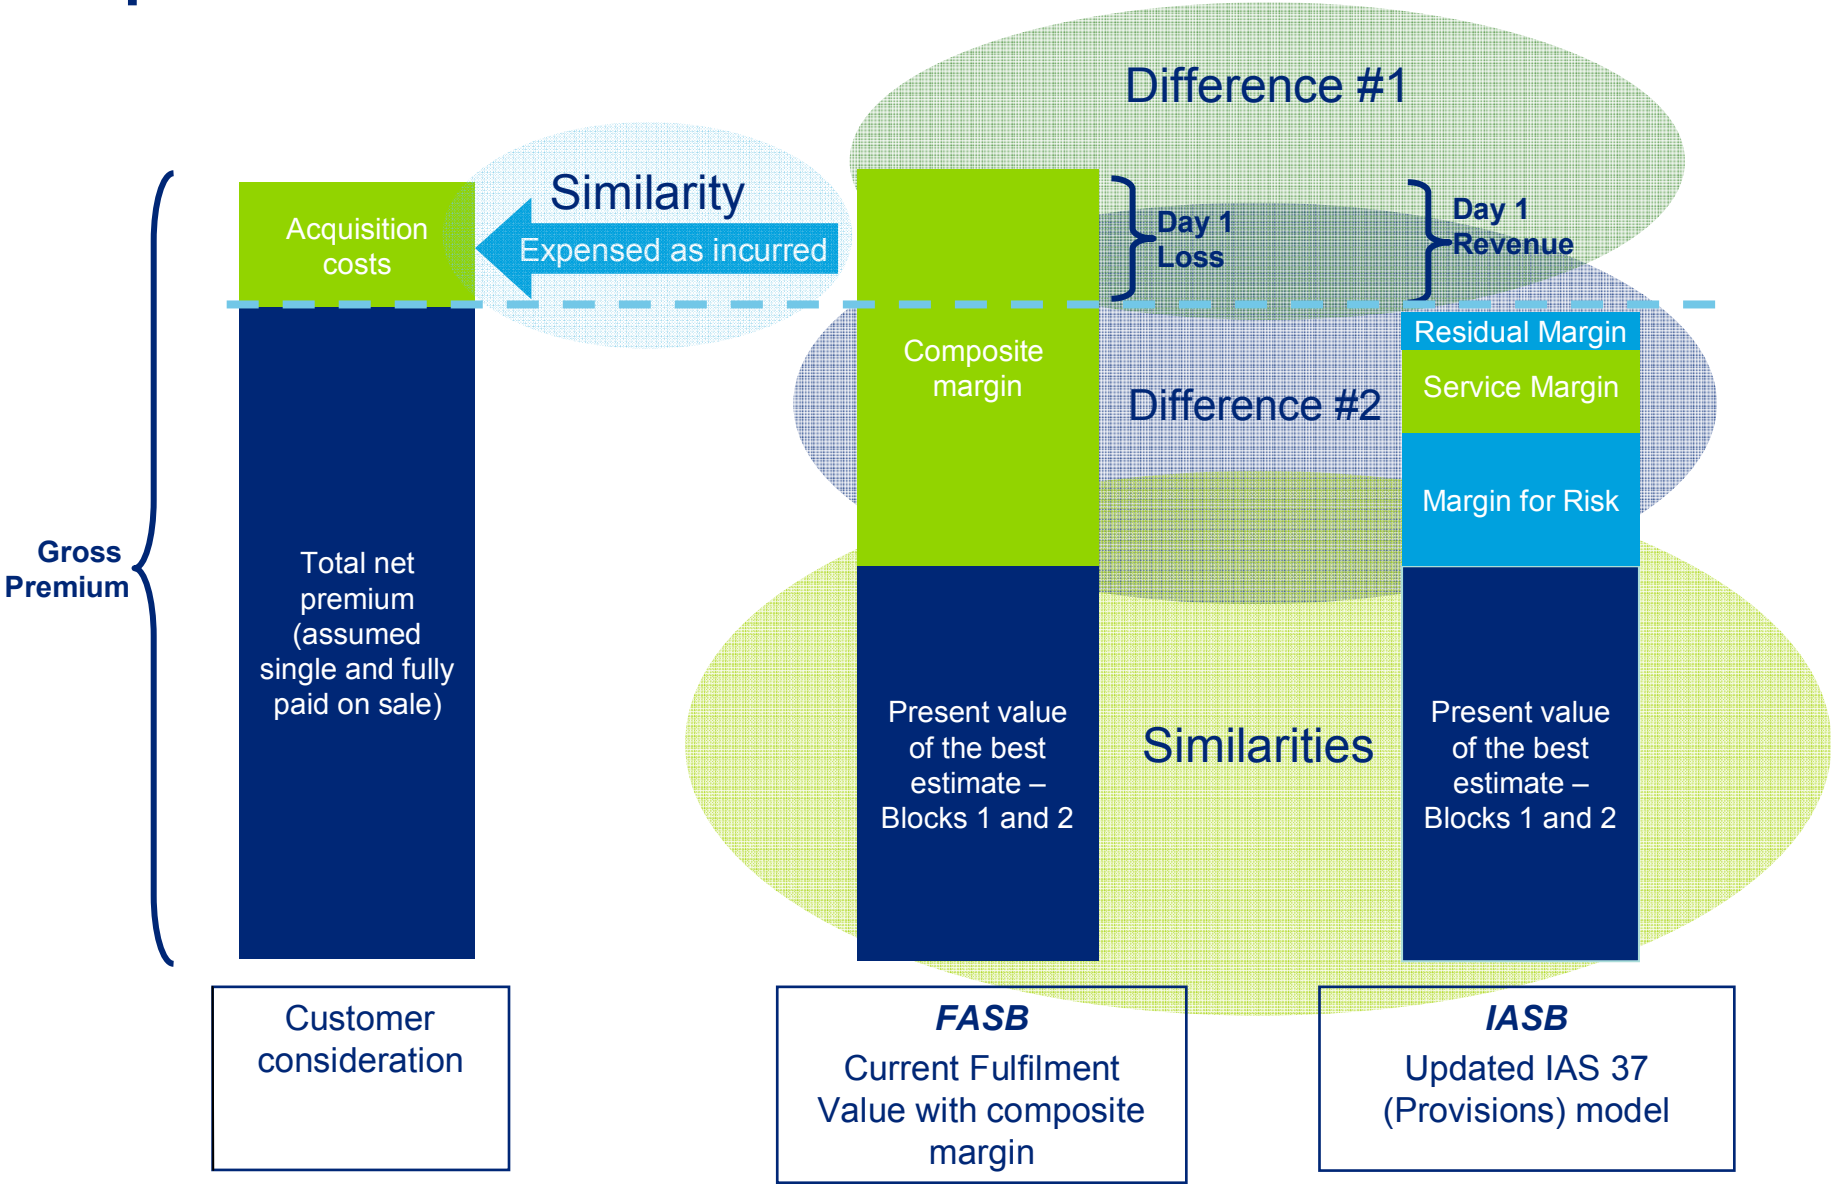 Difference #1
Similarity
Acquisition
costs
Expensed as incurred
Day 1
Loss
Day 1
Revenue
Composite
margin
Difference #2
Residual Margin
Service Margin
Margin for Risk
Gross
Premium
Total net
premium
(assumed
single and fully
paid on sale)
Present value
of the best
estimate –
Blocks 1 and 2
Similarities
Present value
of the best
estimate –
Blocks 1 and 2
Customer
consideration
FASB
Current Fulfilment
Value with composite
margin
IASB
Updated IAS 37
(Provisions) model